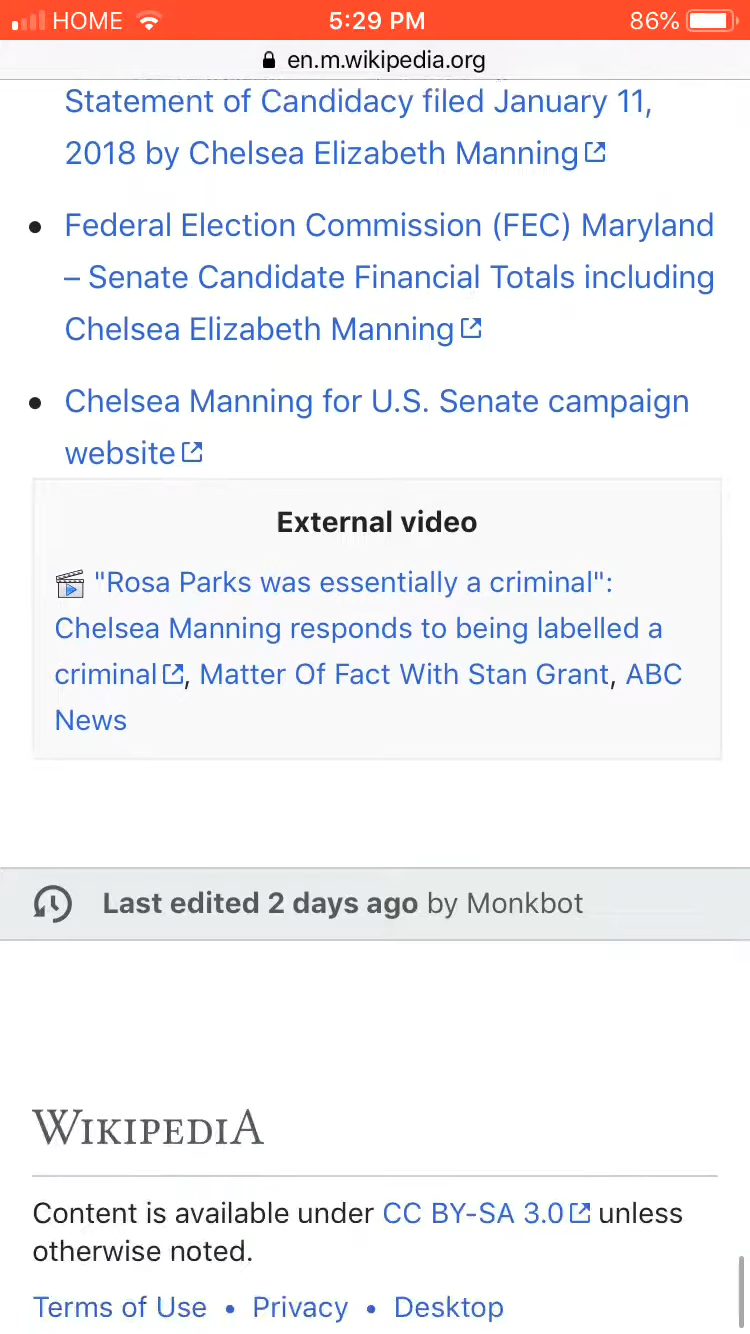 HOME 5:29 PM 86%
en.m.wikipedia.org
Statement of Candidacy filed January 11,
2018 by Chelsea Elizabeth Manning
• Federal Election Commission (FEC) Maryland
– Senate Candidate Financial Totals including
Chelsea Elizabeth Manning
• Chelsea Manning for U.S. Senate campaign
website
External video
"Rosa Parks was essentially a criminal":
Chelsea Manning responds to being labelled a
criminal, Matter Of Fact With Stan Grant, ABC
News
Last edited 2 days ago by Monkbot
WIKIPEDIA
Content is available under CC BY-SA 3.0 unless
otherwise noted.
Terms of Use • Privacy • Desktop